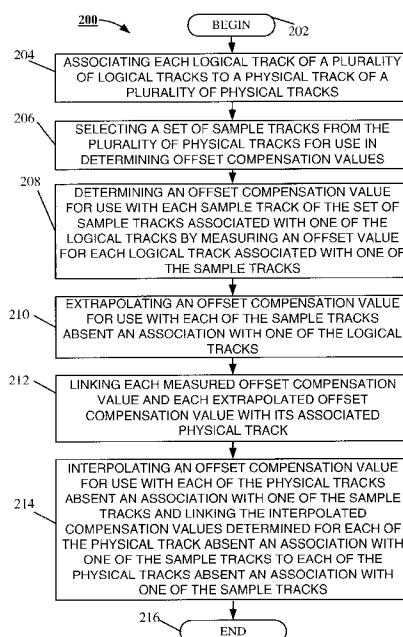 200
BEGIN
202
204
ASSOCIATING EACH LOGICAL TRACK OF A PLURALITY
OF LOGICAL TRACKS TO A PHYSICAL TRACK OF A
PLURALITY OF PHYSICAL TRACKS
206
SELECTING A SET OF SAMPLE TRACKS FROM THE
PLURALITY OF PHYSICAL TRACKS FOR USE IN
DETERMINING OFFSET COMPENSATION VALUES
208
DETERMINING AN OFFSET COMPENSATION VALUE
FOR USE WITH EACH SAMPLE TRACK OF THE SET OF
SAMPLE TRACKS ASSOCIATED WITH ONE OF THE
LOGICAL TRACKS BY MEASURING AN OFFSET VALUE
FOR EACH LOGICAL TRACK ASSOCIATED WITH ONE OF
THE SAMPLE TRACKS
210
EXTRAPOLATING AN OFFSET COMPENSATION VALUE
FOR USE WITH EACH OF THE SAMPLE TRACKS
ABSENT AN ASSOCIATION WITH ONE OF THE LOGICAL
TRACKS
212
LINKING EACH MEASURED OFFSET COMPENSATION
VALUE AND EACH EXTRAPOLATED OFFSET
COMPENSATION VALUE WITH ITS ASSOCIATED
PHYSICAL TRACK
214
INTERPOLATING AN OFFSET COMPENSATION VALUE
FOR USE WITH EACH OF THE PHYSICAL TRACKS
ABSENT AN ASSOCIATION WITH ONE OF THE SAMPLE
TRACKS AND LINKING THE INTERPOLATED
COMPENSATION VALUES DETERMINED FOR EACH OF
THE PHYSICAL TRACK ABSENT AN ASSOCIATION WITH
ONE OF THE SAMPLE TRACKS TO EACH OF THE
PHYSICAL TRACKS ABSENT AN ASSOCIATION WITH
ONE OF THE SAMPLE TRACKS
216
END